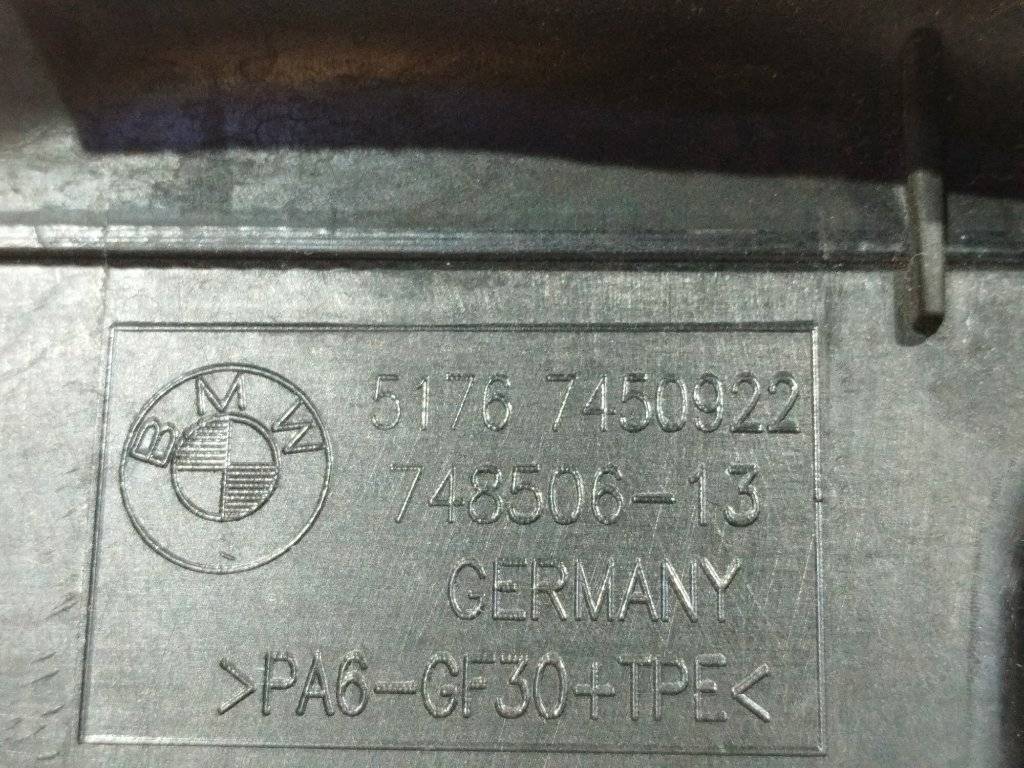 BMW
5176 7450922
748506-13
GERMANY
>PA6-GF30+TPE<